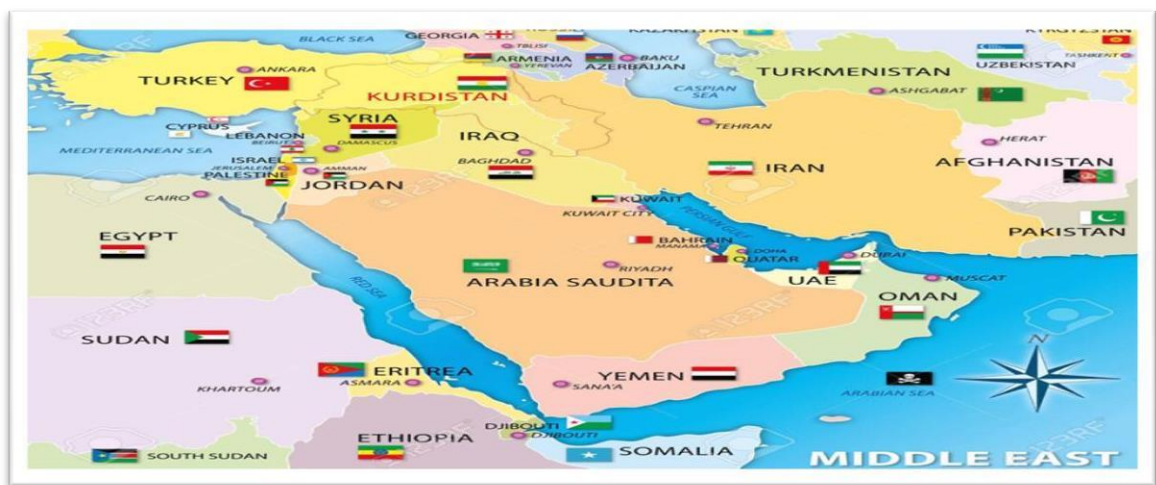 BLACK SEA
GEORGIA
TBLISI
ARMENIA
YEREVAN
AZERBAIJAN
BAKU
KAZAKHSTAN
KYRGYZSTAN
TASHKENT
UZBEKISTAN
TURKMENISTAN
ASHGABAT
CASPIAN
SEA
TURKEY
ANKARA
KURDISTAN
SYRIA
DAMASCUS
CYPRUS
LEBANON
BEIRUT
MEDITERRANEAN SEA
ISRAEL
JERUSALEM
PALESTINE
AMMAN
JORDAN
IRAQ
BAGHDAD
TEHRAN
IRAN
HERAT
AFGHANISTAN
PAKISTAN
CAIRO
EGYPT
KUWAIT
KUWAIT CITY
PERSIAN GULF
BAHRAIN
MANAMA
DOHA
QUATAR
DUBAI
UAE
MUSCAT
OMAN
RIYADH
ARABIA SAUDITA
RED SEA
SUDAN
KHARTOUM
ERITREA
ASMARA
YEMEN
SANA'A
ARABIAN SEA
N
DJIBOUTI
DJIBOUTI
ETHIOPIA
SOMALIA
SOUTH SUDAN
MIDDLE EAST